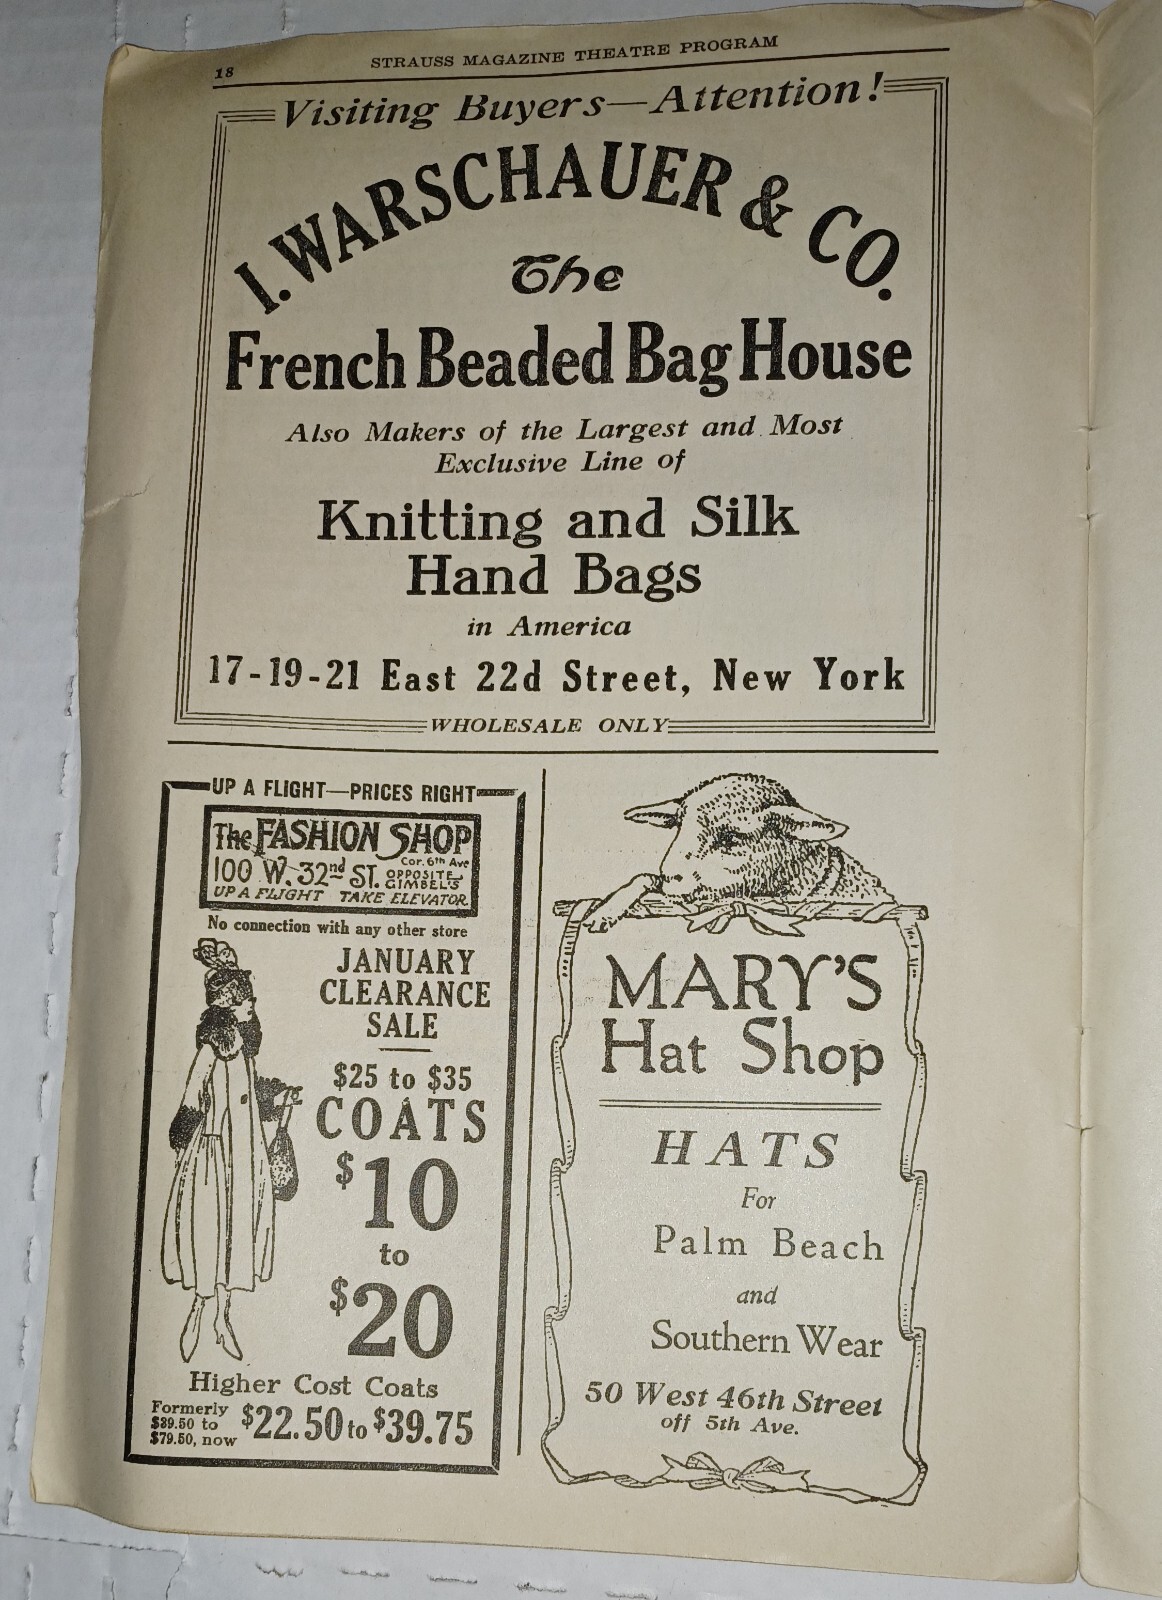 18
STRAUSS MAGAZINE THEATRE PROGRAM
Visiting Buyers—Attention!
I. WARSCHAUER & CO.
The
French Beaded Bag House
Also Makers of the Largest and Most
Exclusive Line of
Knitting and Silk
Hand Bags
in America
17-19-21 East 22d Street, New York
WHOLESALE ONLY
UP A FLIGHT—PRICES RIGHT
The FASHION SHOP
100 W. 32nd ST.
Cor. 6th Ave
OPPOSITE
GIMBEL'S
UP A FLIGHT TAKE ELEVATOR
No connection with any other store
JANUARY
CLEARANCE
SALE
$25 to $35
COATS
$10
to
$20
Higher Cost Coats
Formerly
$39.50 to
$79.50, now
$22.50 to $39.75
MARY'S
Hat Shop
HATS
For
Palm Beach
and
Southern Wear
50 West 46th Street
off 5th Ave.